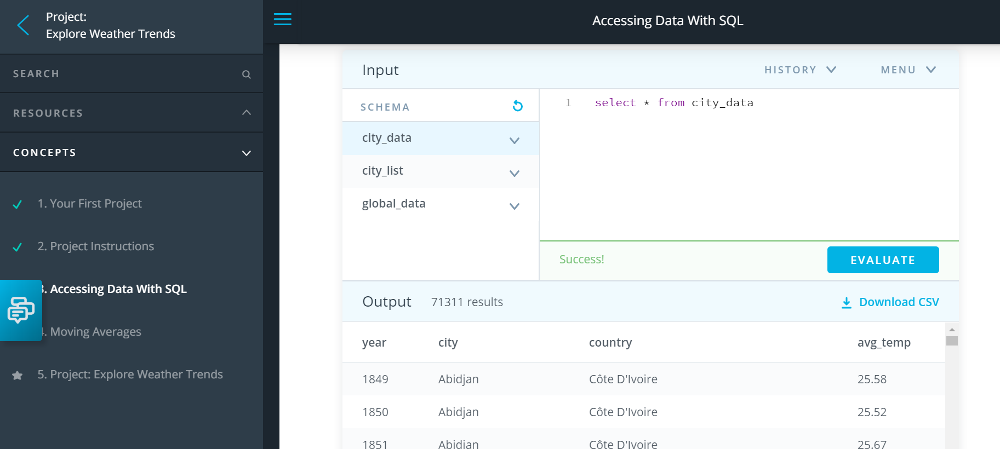 Project:
Explore Weather Trends
SEARCH
RESOURCES
CONCEPTS
1. Your First Project
2. Project Instructions
3. Accessing Data With SQL
4. Moving Averages
5. Project: Explore Weather Trends
Accessing Data With SQL
Input
HISTORY
MENU
SCHEMA
city_data
city_list
global_data
1 select * from city_data
Success!
EVALUATE
Output 71311 results
Download CSV
year city country avg_temp
1849 Abidjan Côte D'Ivoire 25.58
1850 Abidjan Côte D'Ivoire 25.52
1851 Abidjan Côte D'Ivoire 25.67